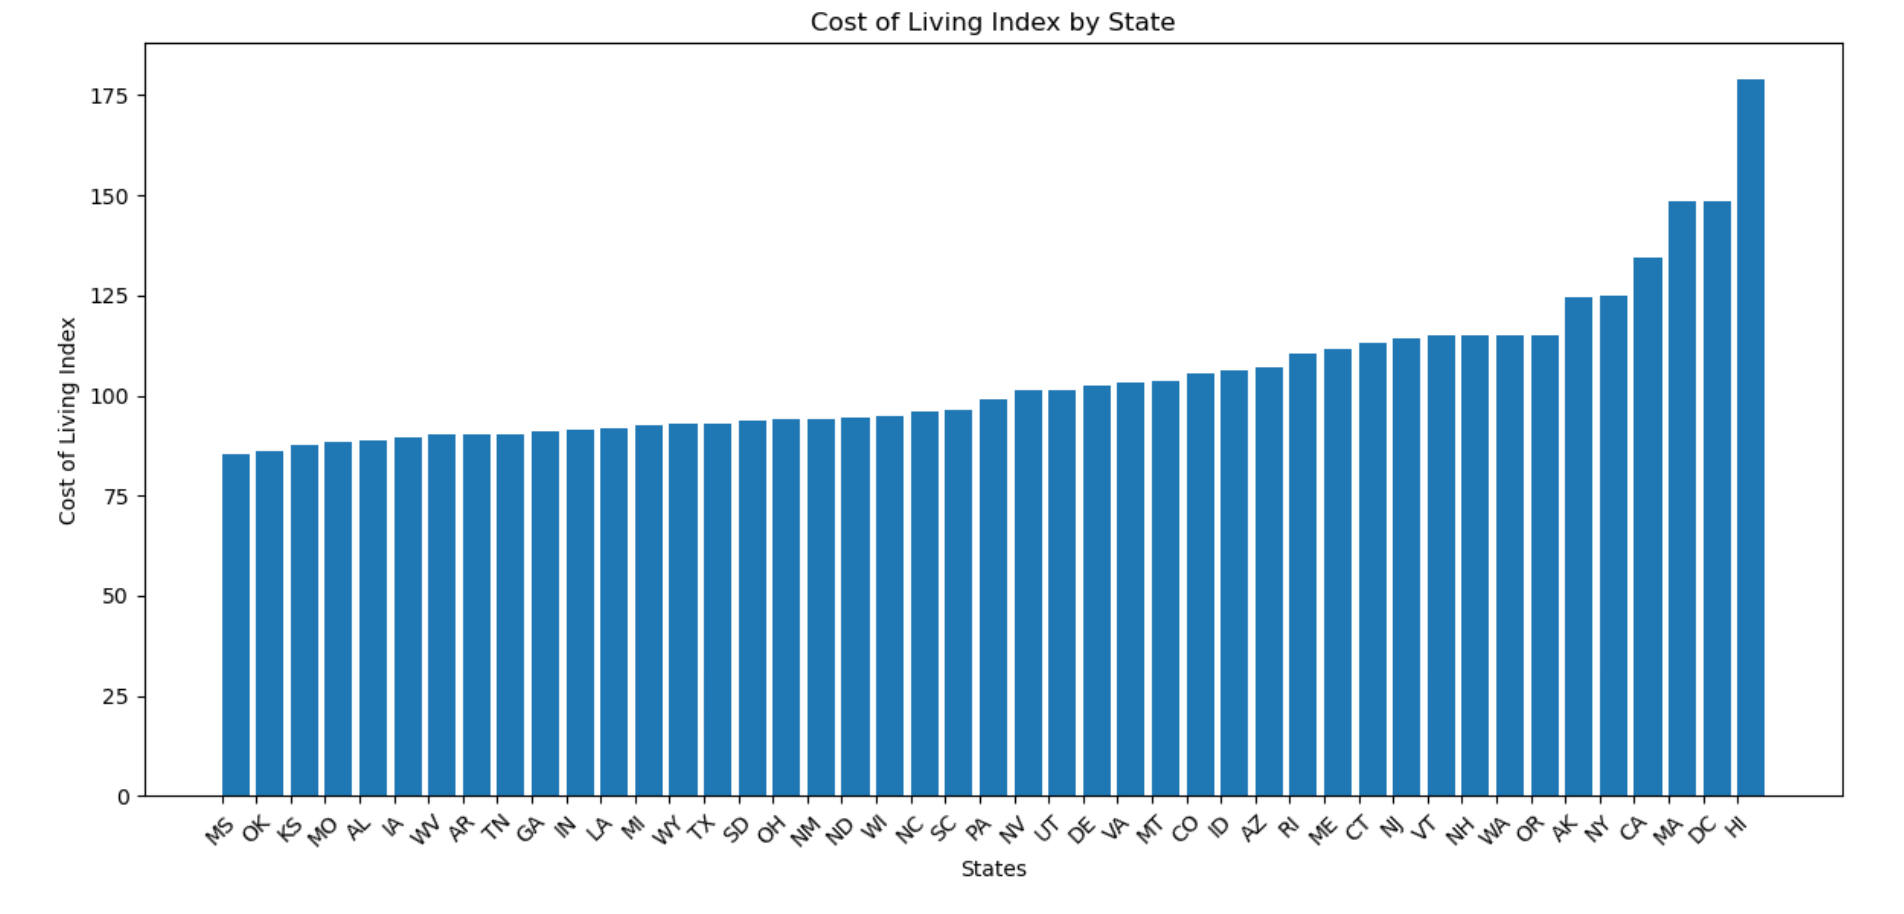 Cost of Living Index by State
Cost of Living Index
175
150
125
100
75
50
25
0
MS OK KS MO AL IA WV AR TN GA IN LA MI WY TX SD OH NM ND WI NC SC PA NV UT DE VA MT CO ID AZ RI ME CT NJ VT NH WA OR AK NY CA MA DC HI
States